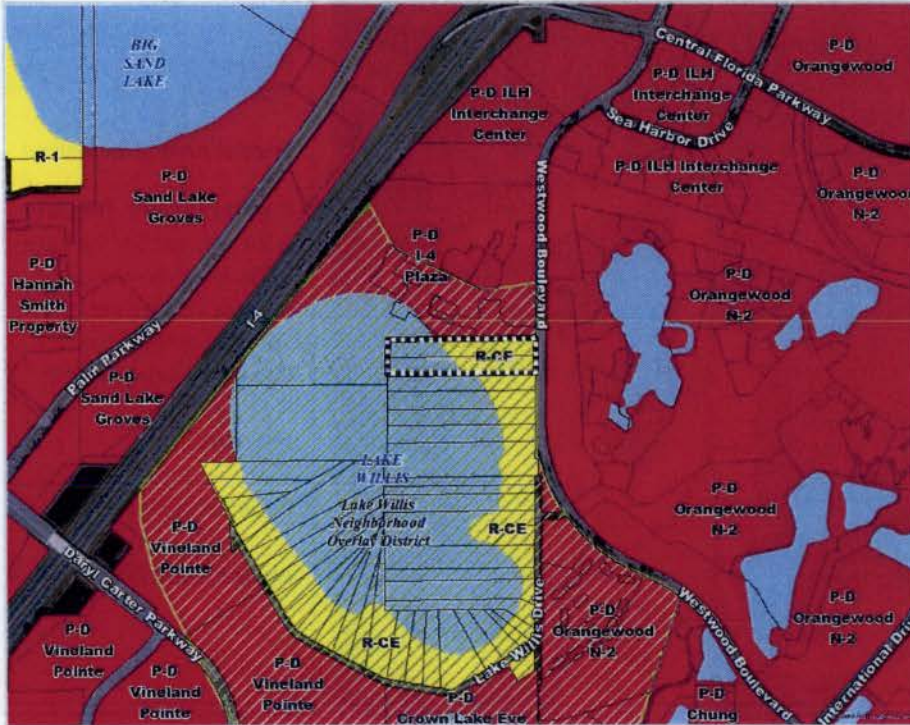 BIG
SAND
LAKE
Central Florida Parkway
P-D
Orangewood
P-D ILH
Interchange
Center
P-D ILH
Interchange
Center
Sea Harbor Drive
R-1
P-D
Sand Lake
Groves
Westwood Boulevard
P-D ILH Interchange
Center
P-D
Orangewood
N-2
P-D
Hannah
Smith
Property
P-D
I-4
Plaza
P-D
Orangewood
N-2
P-D
Orangewood
N-2
I-4
Palm Parkway
R-CE
P-D
Sand Lake
Groves
LAKE
WILLIS
Lake Willis
Neighborhood
Overlay District
P-D
Orangewood
N-2
P-D
Vineland
Pointe
R-CE
Daryl Carter Parkway
Lake Willis Drive
Westwood Boulevard
P-D
Orangewood
N-2
P-D
Orangewood
N-2
P-D
Vineland
Pointe
R-CE
P-D
Vineland
Pointe
P-D
Vineland
Pointe
P-D
Crown Lake Eve
P-D
Chung
International Drive